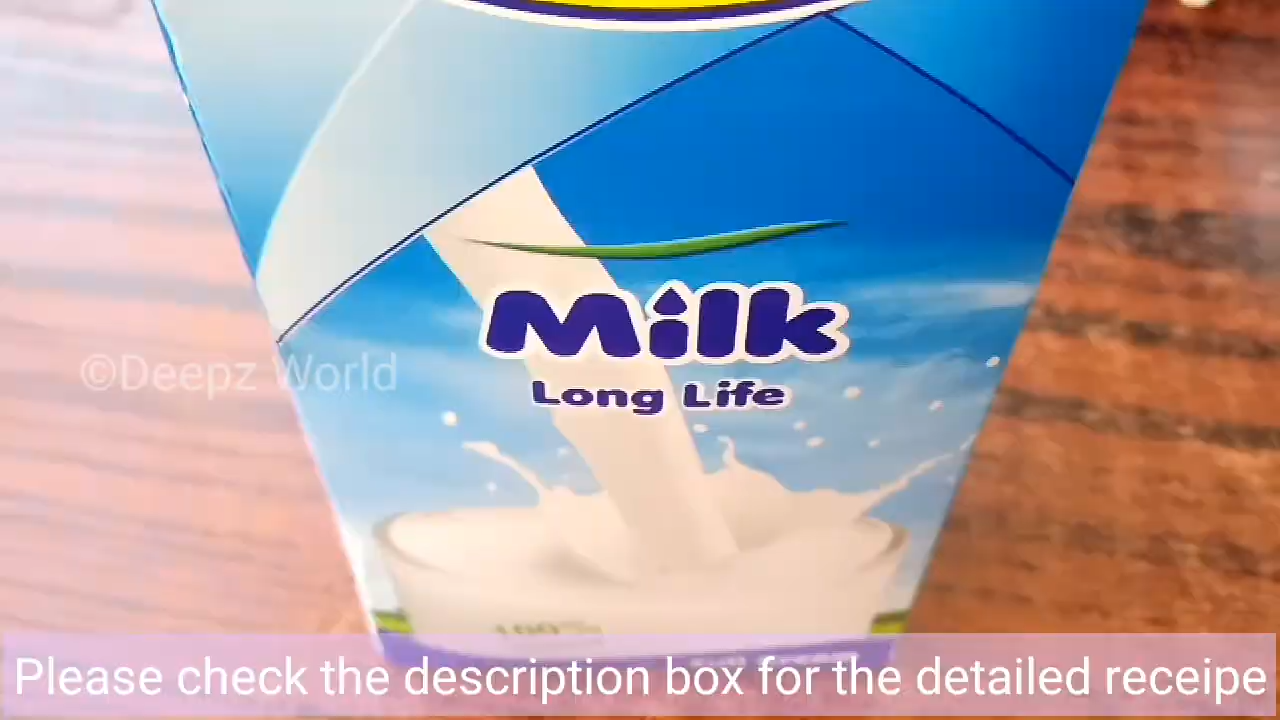 Milk
Long Life
©Deepz World
Please check the description box for the detailed receipe